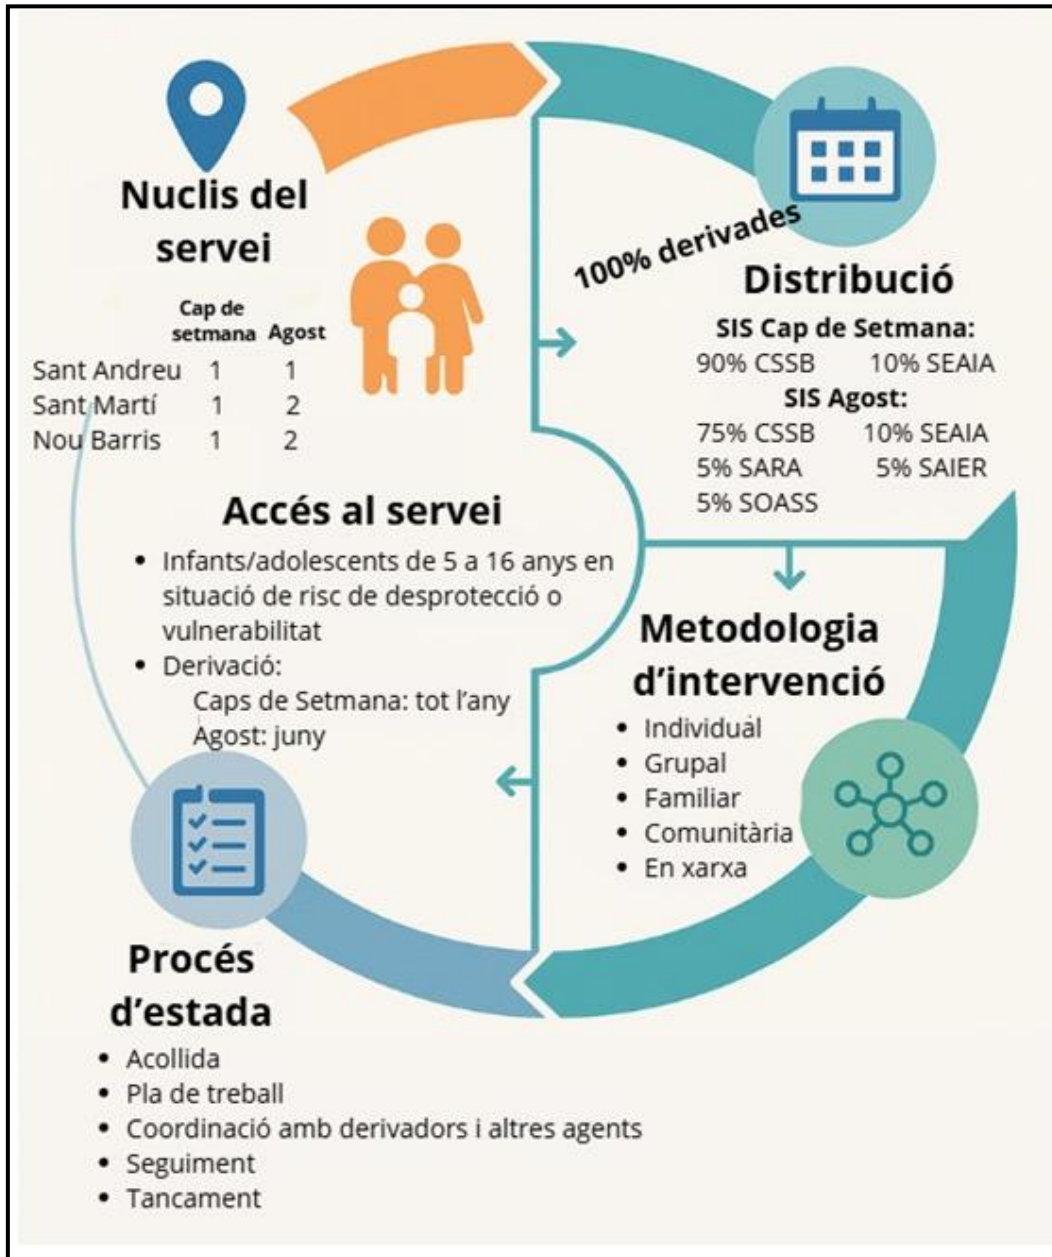 Nuclis del
servei
Cap de
setmana Agost
Sant Andreu 1 1
Sant Martí 1 2
Nou Barris 1 2
100% derivades
Distribució
SIS Cap de Setmana:
90% CSSB 10% SEAIA
SIS Agost:
75% CSSB 10% SEAIA
5% SARA 5% SAIER
5% SOASS
Accés al servei
• Infants/adolescents de 5 a 16 anys en
situació de risc de desprotecció o
vulnerabilitat
• Derivació:
Caps de Setmana: tot l’any
Agost: juny
Metodologia
d’intervenció
• Individual
• Grupal
• Familiar
• Comunitària
• En xarxa
Procés
d’estada
• Acollida
• Pla de treball
• Coordinació amb derivadors i altres agents
• Seguiment
• Tancament